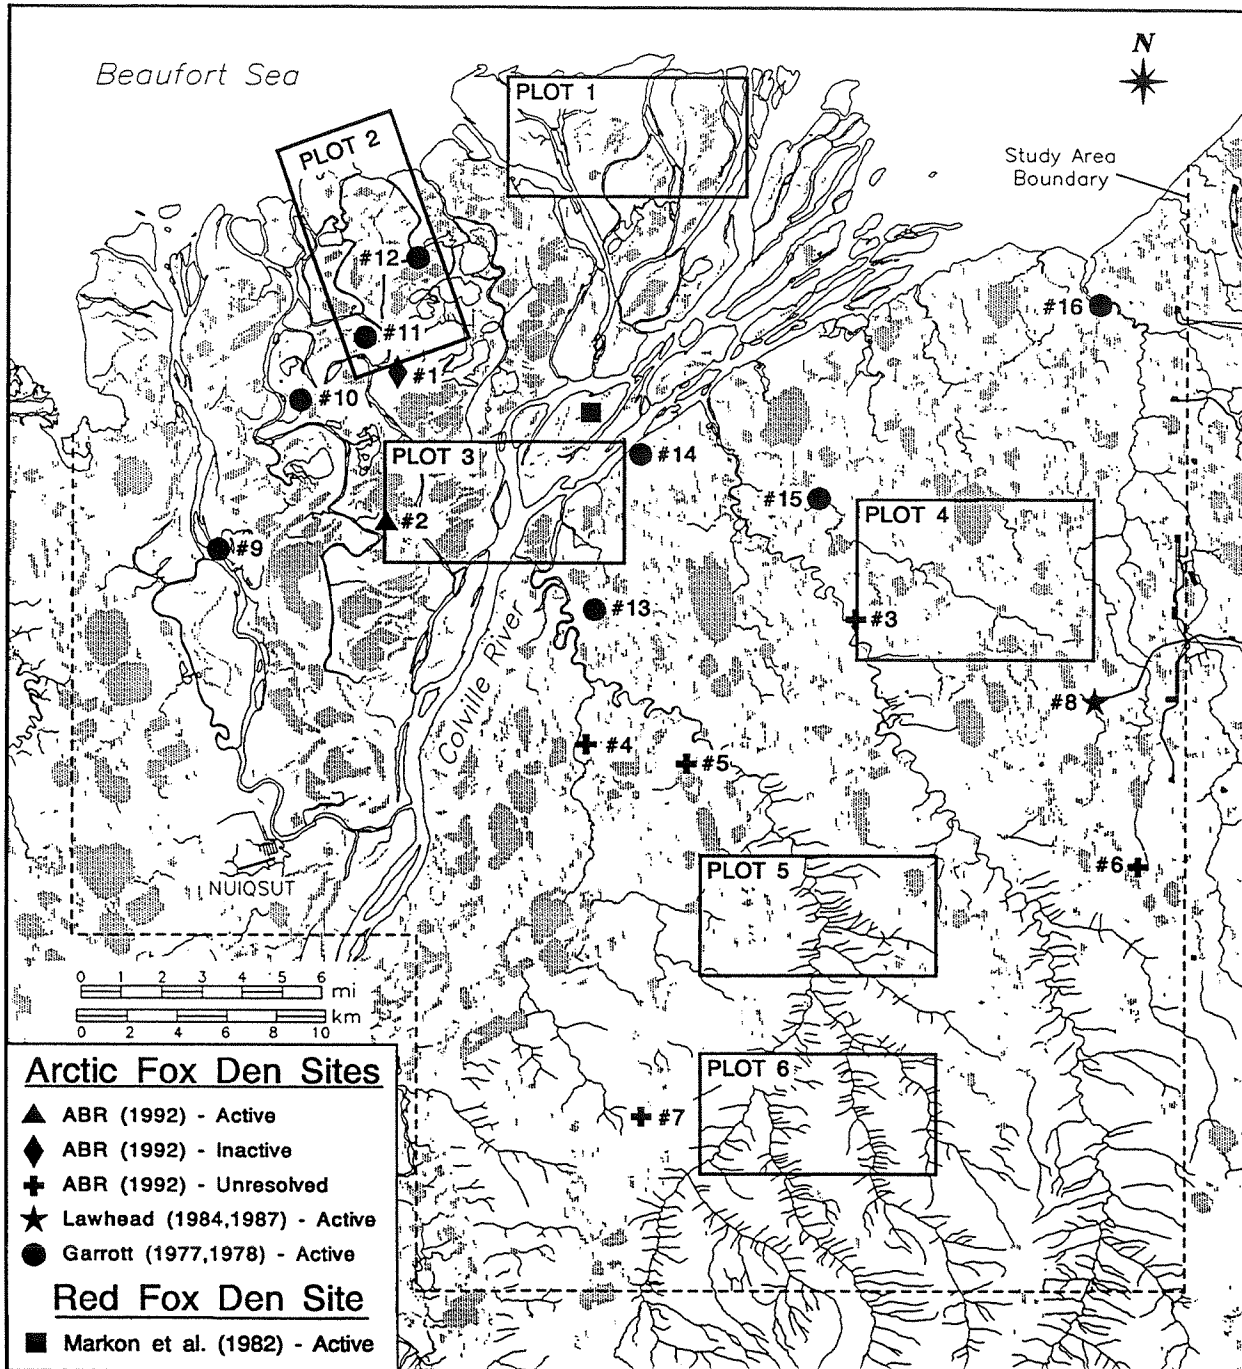 Beaufort Sea
N
PLOT 1
PLOT 2
Study Area
Boundary
#12
#16
#11
#1
#10
PLOT 3
#14
#15
PLOT 4
#2
#9
#13
#3
Colville River
#8
#4
#5
PLOT 5
#6
NUIQSUT
0 1 2 3 4 5 6 mi
0 2 4 6 8 10 km
PLOT 6
#7
Arctic Fox Den Sites
ABR (1992) - Active
ABR (1992) - Inactive
ABR (1992) - Unresolved
Lawhead (1984,1987) - Active
Garrott (1977,1978) - Active
Red Fox Den Site
Markon et al. (1982) - Active